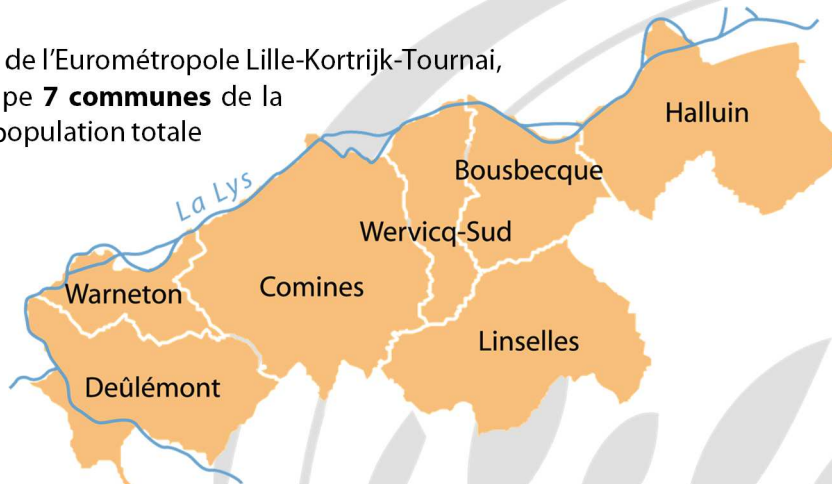 de l'Eurométropole Lille-Kortrijk-Tournai,
pe 7 communes de la
population totale
Halluin
Bousbecque
La Lys
Wervicq-Sud
Comines
Warneton
Linselles
Deûlémont